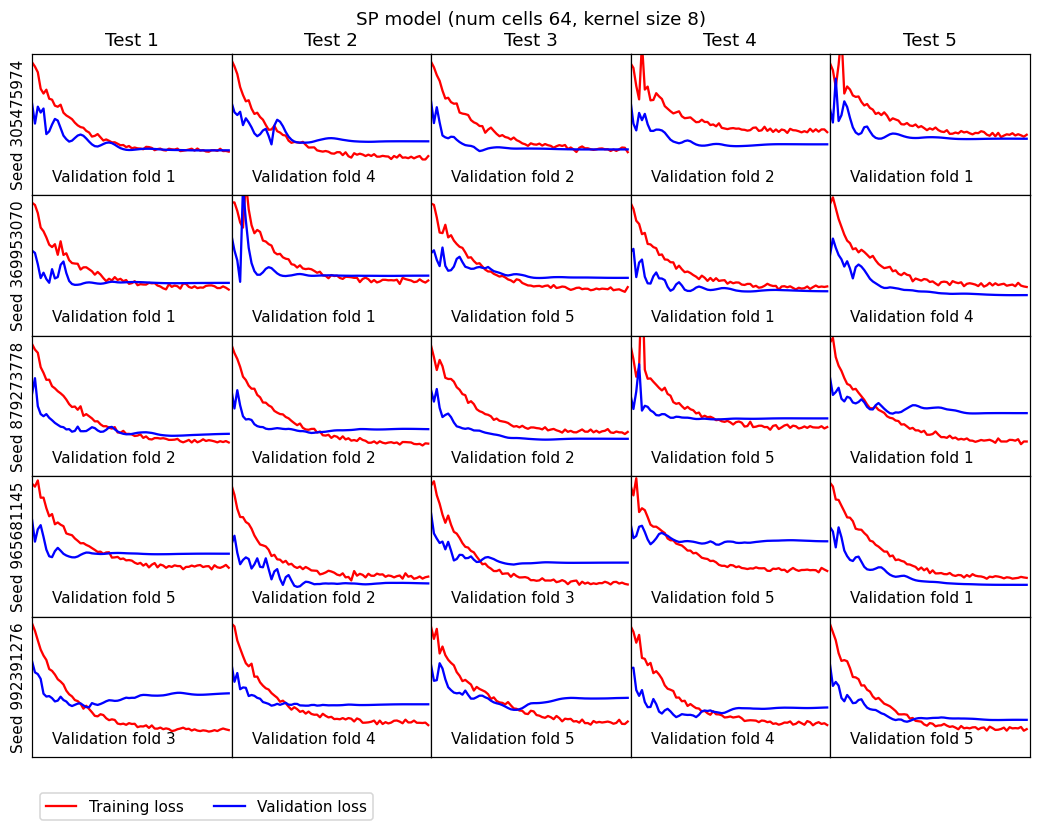 SP model (num cells 64, kernel size 8)
Test 1 Test 2 Test 3 Test 4 Test 5
Seed 305475974
Validation fold 1 Validation fold 4 Validation fold 2 Validation fold 2 Validation fold 1
Seed 369953070
Validation fold 1 Validation fold 1 Validation fold 5 Validation fold 1 Validation fold 4
Seed 879273778
Validation fold 2 Validation fold 2 Validation fold 2 Validation fold 5 Validation fold 1
Seed 965681145
Validation fold 5 Validation fold 2 Validation fold 3 Validation fold 5 Validation fold 1
Seed 992391276
Validation fold 3 Validation fold 4 Validation fold 5 Validation fold 4 Validation fold 5
Training loss Validation loss